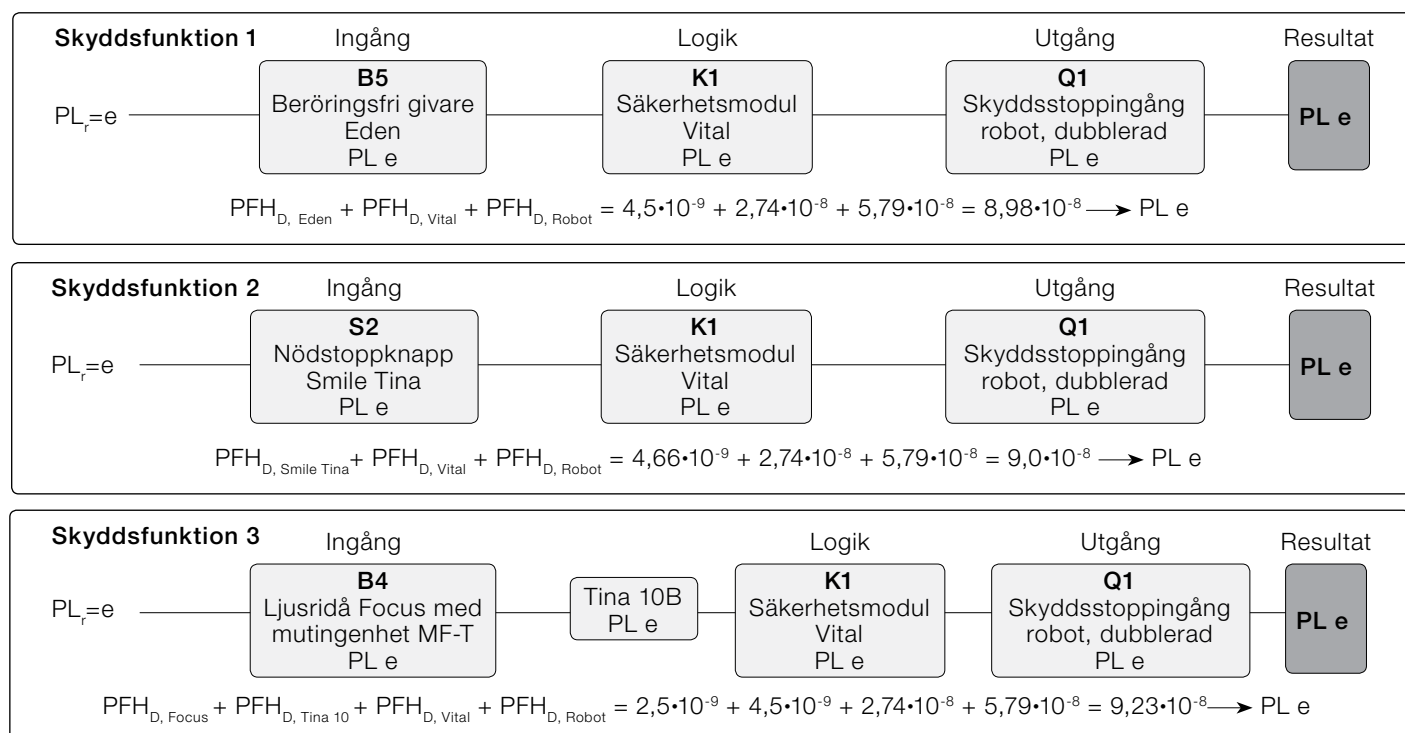 Skyddsfunktion 1 Ingång Logik Utgång Resultat
PLr=e
B5
Beröringsfri givare
Eden
PL e
K1
Säkerhetsmodul
Vital
PL e
Q1
Skyddsstoppingång
robot, dubblerad
PL e
PL e
PFHD, Eden + PFHD, Vital + PFHD, Robot = 4,5•10-9 + 2,74•10-8 + 5,79•10-8 = 8,98•10-8 → PL e
Skyddsfunktion 2 Ingång Logik Utgång Resultat
PLr=e
S2
Nödstoppknapp
Smile Tina
PL e
K1
Säkerhetsmodul
Vital
PL e
Q1
Skyddsstoppingång
robot, dubblerad
PL e
PL e
PFHD, Smile Tina + PFHD, Vital + PFHD, Robot = 4,66•10-9 + 2,74•10-8 + 5,79•10-8 = 9,0•10-8 → PL e
Skyddsfunktion 3 Ingång Logik Utgång Resultat
PLr=e
B4
Ljusridå Focus med
mutingenhet MF-T
PL e
Tina 10B
PL e
K1
Säkerhetsmodul
Vital
PL e
Q1
Skyddsstoppingång
robot, dubblerad
PL e
PL e
PFHD, Focus + PFHD, Tina 10 + PFHD, Vital + PFHD, Robot = 2,5•10-9 + 4,5•10-9 + 2,74•10-8 + 5,79•10-8 = 9,23•10-8 → PL e